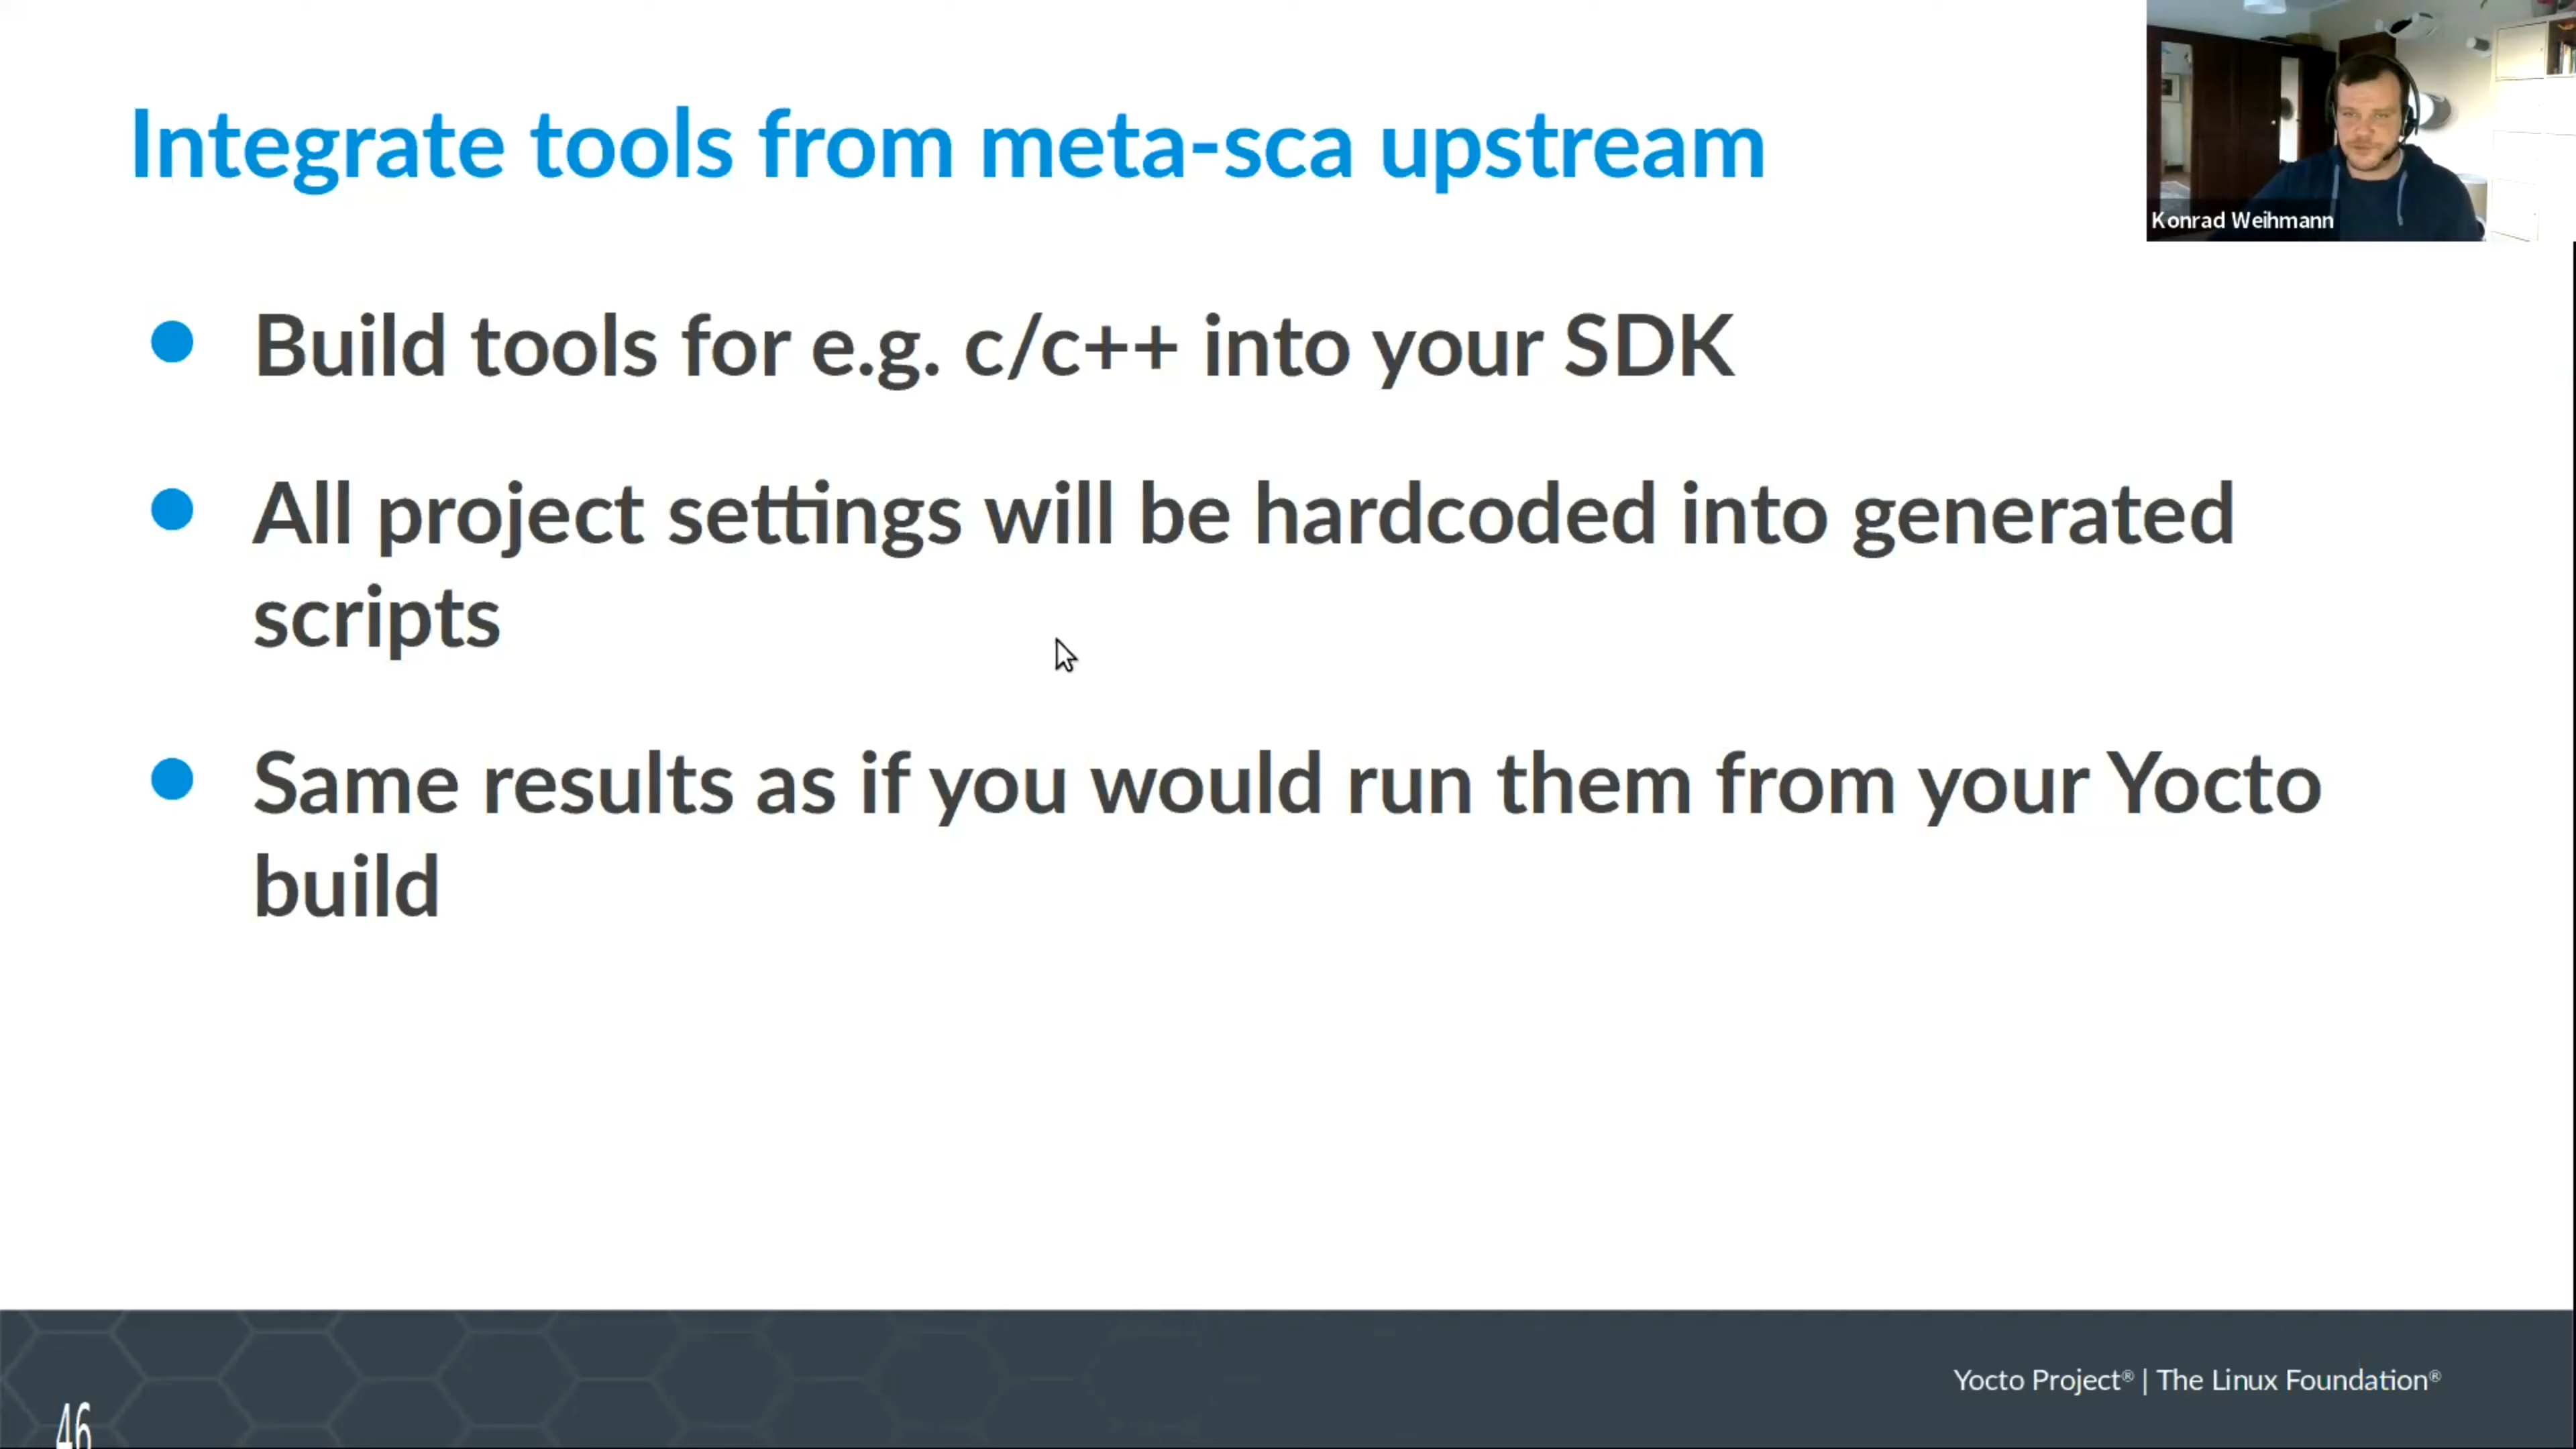 Integrate tools from meta-sca upstream
Konrad Weihmann
Build tools for e.g. c/c++ into your SDK
All project settings will be hardcoded into generated
scripts
Same results as if you would run them from your Yocto
build
Yocto Project® | The Linux Foundation®
46